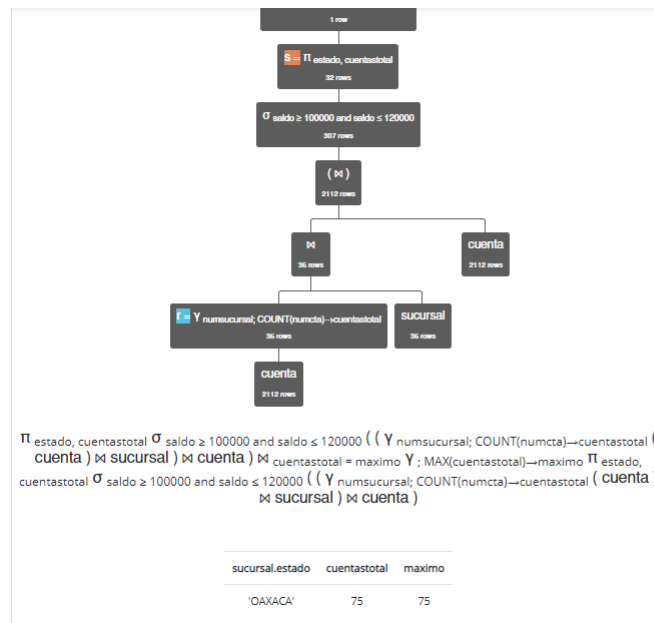 1 row
s = π estado, cuentastotal
32 rows
σ saldo ≥ 100000 and saldo ≤ 120000
307 rows
( ⋈ )
2112 rows
⋈
36 rows
cuenta
2112 rows
r = γ numsucursal; COUNT(numcta)→cuentastotal
36 rows
sucursal
36 rows
cuenta
2112 rows
π estado, cuentastotal σ saldo ≥ 100000 and saldo ≤ 120000 ( ( γ numsucursal; COUNT(numcta)→cuentastotal (
cuenta ) ⋈ sucursal ) ⋈ cuenta ) ⋈ cuentastotal = maximo γ ; MAX(cuentastotal)→maximo π estado,
cuentastotal σ saldo ≥ 100000 and saldo ≤ 120000 ( ( γ numsucursal; COUNT(numcta)→cuentastotal ( cuenta )
⋈ sucursal ) ⋈ cuenta )
sucursal.estado cuentastotal maximo
'OAXACA' 75 75